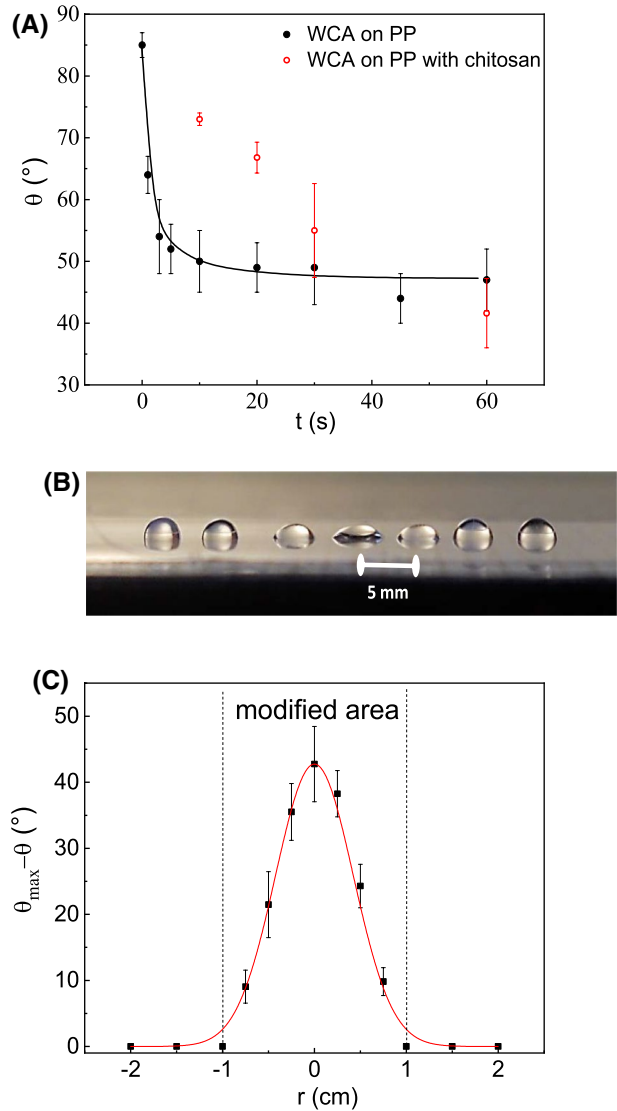 (A)
90
80
70
60
50
40
30
θ (°)
WCA on PP
WCA on PP with chitosan
0 20 40 60
t (s)
(B)
5 mm
(C)
50
40
30
20
10
0
θmax−θ (°)
modified area
-2 -1 0 1 2
r (cm)